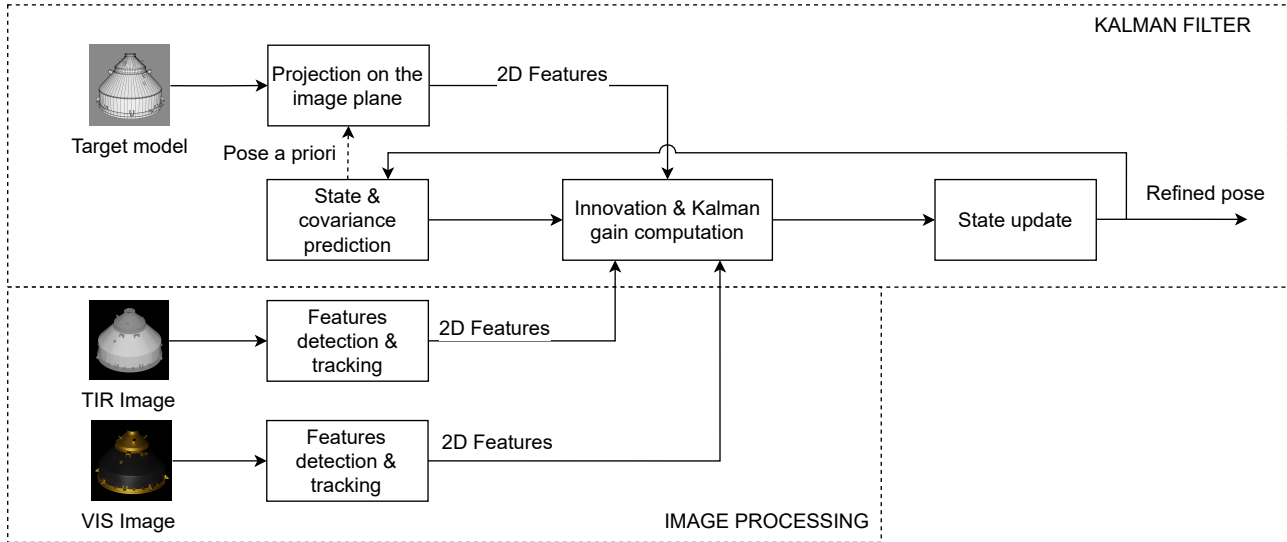 KALMAN FILTER
Projection on the
image plane
2D Features
Target model
Pose a priori
State &
covariance
prediction
Innovation & Kalman
gain computation
State update
Refined pose
Features
detection &
tracking
2D Features
TIR Image
Features
detection &
tracking
2D Features
VIS Image
IMAGE PROCESSING